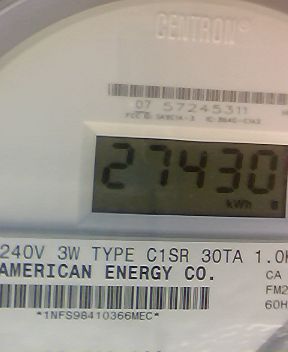 CENTRON®
07 57245311
27430
kWh
240V 3W TYPE C1SR 30TA 1.0K
AMERICAN ENERGY CO.
CA
FM2
60H
*1NFS98410366MEC*